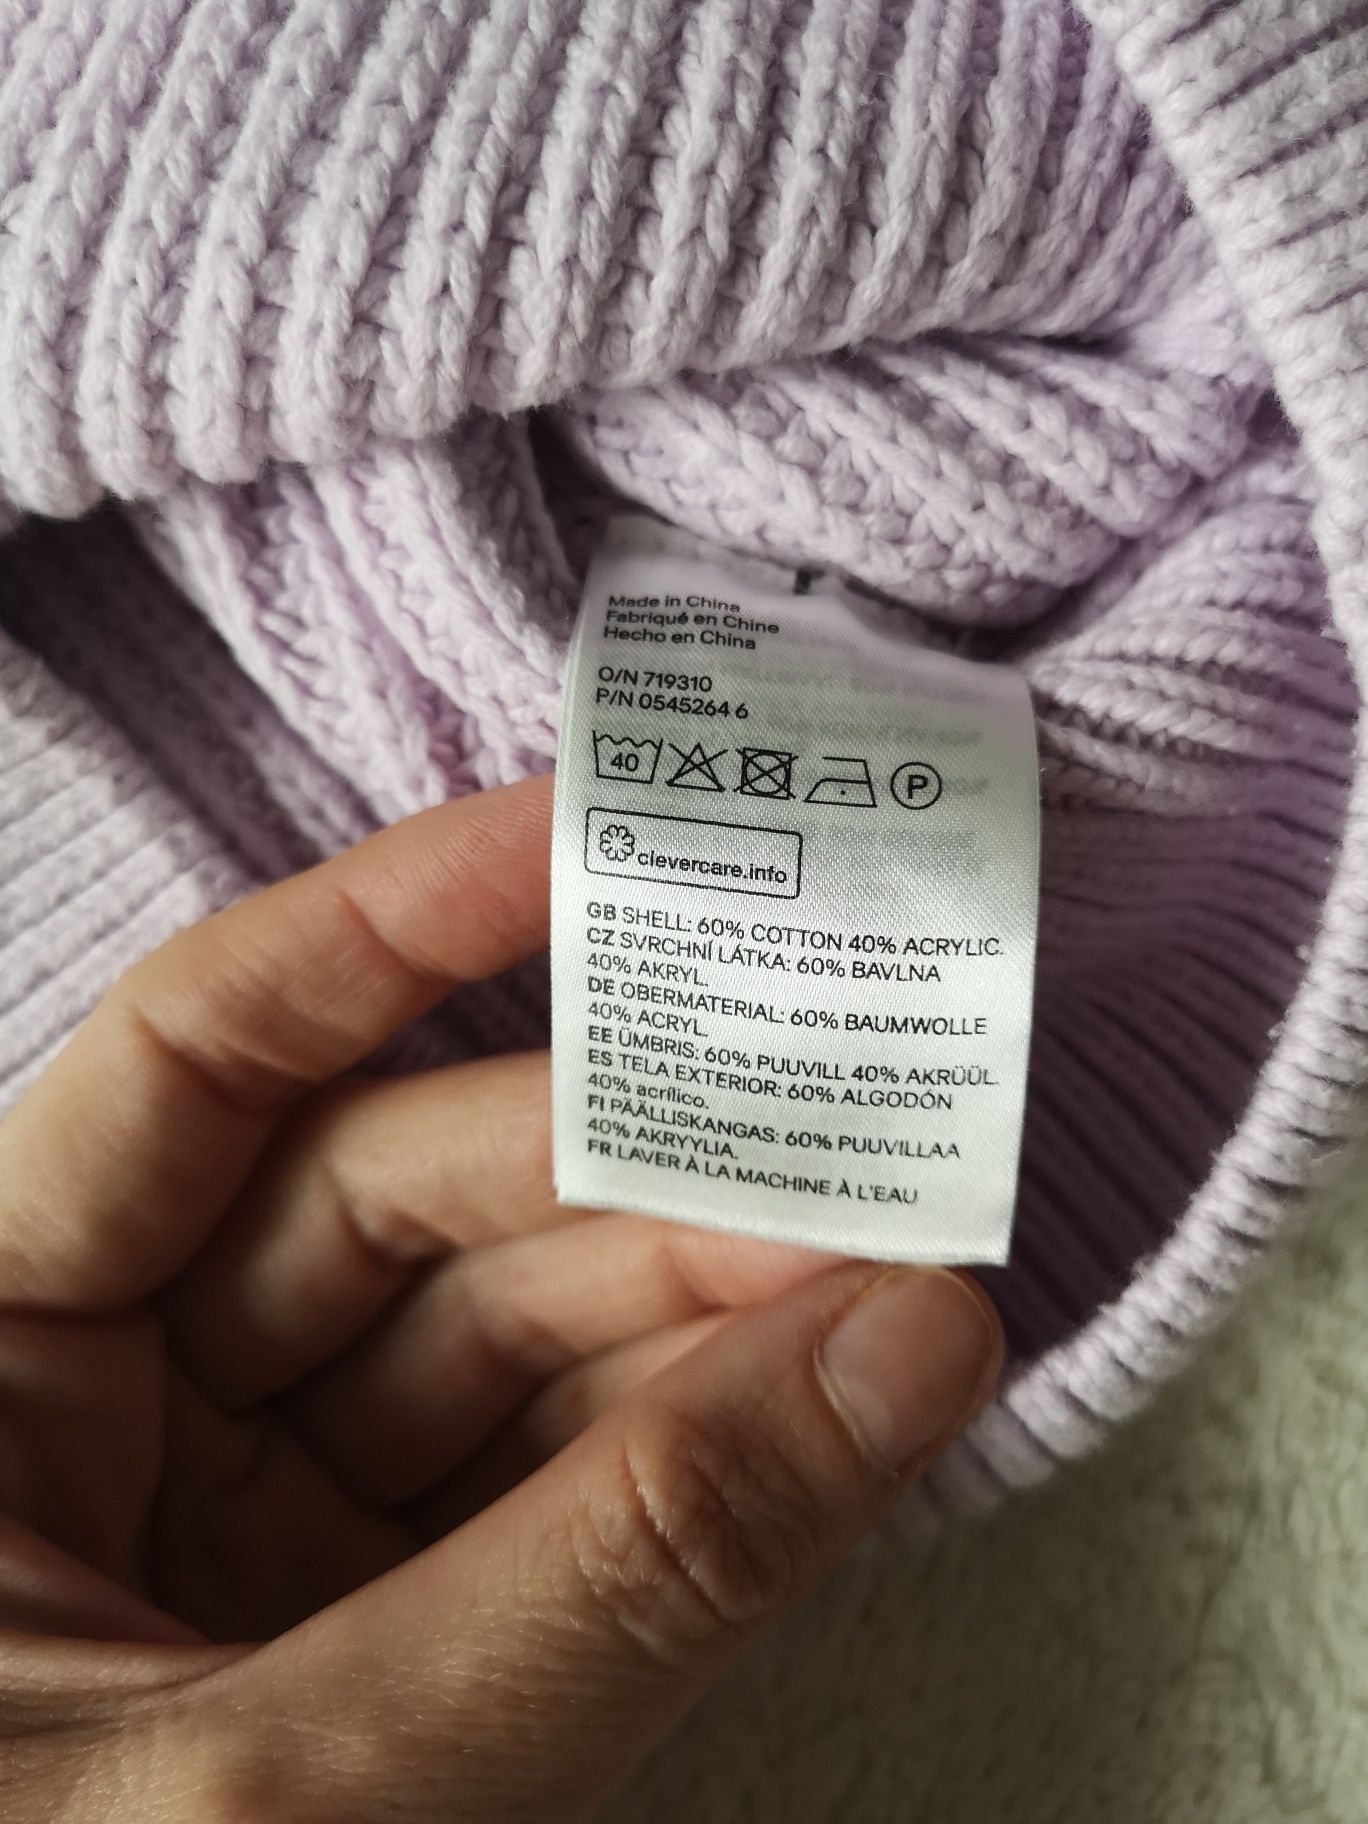 Made in China
Fabriqué en Chine
Hecho en China
O/N 719310
P/N 0545264 6
40 P
clevercare.info
GB SHELL: 60% COTTON 40% ACRYLIC.
CZ SVRCHNÍ LÁTKA: 60% BAVLNA
40% AKRYL.
DE OBERMATERIAL: 60% BAUMWOLLE
40% ACRYL.
EE ÜMBRIS: 60% PUUVILL 40% AKRÜÜL.
ES TELA EXTERIOR: 60% ALGODÓN
40% acrílico.
FI PÄÄLLISKANGAS: 60% PUUVILLAA
40% AKRYYLIA.
FR LAVER À LA MACHINE À L'EAU